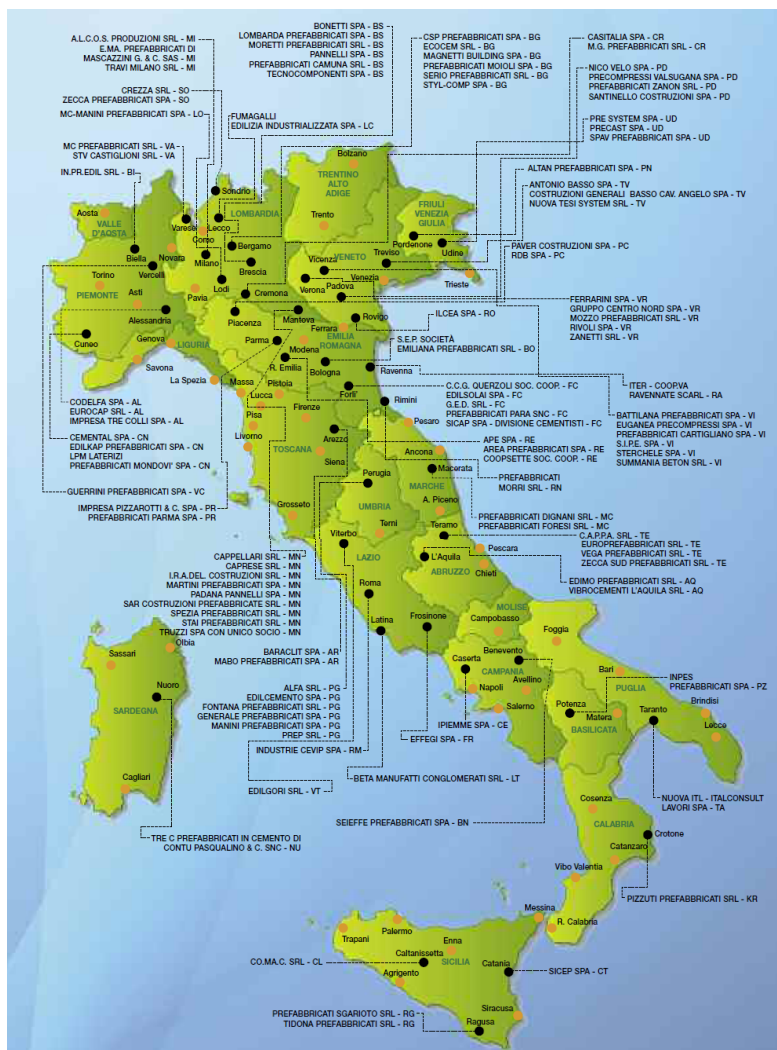 A.L.C.O.S. PRODUZIONI SRL - MI
E.MA. PREFABBRICATI DI
MASCAZZINI G. & C. SAS - MI
TRAVI MILANO SRL - MI
BONETTI SPA - BS
LOMBARDA PREFABBRICATI SPA - BS
MORETTI PREFABBRICATI SRL - BS
PANNELLI SPA - BS
PREFABBRICATI CAMUNA SRL - BS
TECNOCOMPONENTI SPA - BS
CSP PREFABBRICATI SPA - BG
ECOCEM SRL - BG
MAGNETTI BUILDING SPA - BG
PREFABBRICATI MOIOLI SPA - BG
SERIO PREFABBRICATI SRL - BG
STYL-COMP SPA - BG
CASITALIA SPA - CR
M.G. PREFABBRICATI SRL - CR
NICO VELO SPA - PD
PRECOMPRESSI VALSUGANA SPA - PD
PREFABBRICATI ZANON SRL - PD
SANTINELLO COSTRUZIONI SPA - PD
CREZZA SRL - SO
ZECCA PREFABBRICATI SPA - SO
MC-MANINI PREFABBRICATI SPA - LO
FUMAGALLI
EDILIZIA INDUSTRIALIZZATA SPA - LC
PRE SYSTEM SPA - UD
PRECAST SPA - UD
SPAV PREFABBRICATI SPA - UD
MC PREFABBRICATI SRL - VA
STV CASTIGLIONI SRL - VA
IN.PR.EDIL SRL - BI
ALTAN PREFABBRICATI SPA - PN
ANTONIO BASSO SPA - TV
COSTRUZIONI GENERALI BASSO CAV. ANGELO SPA - TV
NUOVA TESI SYSTEM SRL - TV
PAVER COSTRUZIONI SPA - PC
RDB SPA - PC
Bolzano
TRENTINO
ALTO
ADIGE
Trento
FRIULI
VENEZIA
GIULIA
Pordenone
Udine
Trieste
Sondrio
LOMBARDIA
Aosta
VALLE
D'AOSTA
Varese
Lecco
Como
Bergamo
Biella
Novara
Milano
Brescia
Vercelli
Lodi
Cremona
VENETO
Vicenza
Treviso
Verona
Padova
Venezia
Torino
PIEMONTE
Asti
Pavia
Alessandria
Piacenza
Mantova
Rovigo
Ferrara
Cuneo
Genova
LIGURIA
Savona
Parma
EMILIA
ROMAGNA
Modena
R. Emilia
Bologna
Ravenna
La Spezia
Massa
Lucca
Pistoia
Forli'
Rimini
Pisa
Firenze
Pesaro
Livorno
TOSCANA
Arezzo
Siena
Ancona
MARCHE
Macerata
Perugia
UMBRIA
A. Piceno
Grosseto
Terni
Teramo
Viterbo
LAZIO
L'Aquila
ABRUZZO
Pescara
Chieti
Roma
Latina
Frosinone
MOLISE
Campobasso
Foggia
Benevento
Caserta
CAMPANIA
Avellino
Napoli
Salerno
Bari
PUGLIA
Potenza
Matera
BASILICATA
Taranto
Brindisi
Lecce
Sassari
Olbia
Nuoro
SARDEGNA
Cagliari
Cosenza
CALABRIA
Crotone
Catanzaro
Vibo Valentia
R. Calabria
Messina
Trapani
Palermo
Enna
Caltanissetta
SICILIA
Catania
Agrigento
Siracusa
Ragusa
FERRARINI SPA - VR
GRUPPO CENTRO NORD SPA - VR
MOZZO PREFABBRICATI SRL - VR
RIVOLI SPA - VR
ZANETTI SRL - VR
ILCEA SPA - RO
S.E.P. SOCIETÀ
EMILIANA PREFABBRICATI SRL - BO
C.C.G. QUERZOLI SOC. COOP. - FC
EDILSOLAI SPA - FC
G.E.D. SRL - FC
PREFABBRICATI PARA SNC - FC
SICAP SPA - DIVISIONE CEMENTISTI - FC
ITER - COOP.VA
RAVENNATE SCARL - RA
BATTILANA PREFABBRICATI SPA - VI
EUGANEA PRECOMPRESSI SPA - VI
PREFABBRICATI CARTIGLIANO SPA - VI
S.I.P.E. SPA - VI
STERCHELE SPA - VI
SUMMANIA BETON SRL - VI
APE SPA - RE
AREA PREFABBRICATI SPA - RE
COOPSETTE SOC. COOP. - RE
PREFABBRICATI
MORRI SRL - RN
CODELFA SPA - AL
EUROCAP SRL - AL
IMPRESA TRE COLLI SPA - AL
CEMENTAL SPA - CN
EDILKAP PREFABBRICATI SPA - CN
LPM LATERIZI
PREFABBRICATI MONDOVI' SPA - CN
GUERRINI PREFABBRICATI SPA - VC
IMPRESA PIZZAROTTI & C. SPA - PR
PREFABBRICATI PARMA SPA - PR
PREFABBRICATI DIGNANI SRL - MC
PREFABBRICATI FORESI SRL - MC
C.A.P.P.A. SRL - TE
EUROPREFABBRICATI SRL - TE
VEGA PREFABBRICATI SRL - TE
ZECCA SUD PREFABBRICATI SRL - TE
EDIMO PREFABBRICATI SRL - AQ
VIBROCEMENTI L'AQUILA SRL - AQ
CAPPELLARI SRL - MN
CAPRESE SRL - MN
I.R.A.DEL. COSTRUZIONI SRL - MN
MARTINI PREFABBRICATI SPA - MN
PADANA PANNELLI SPA - MN
SAR COSTRUZIONI PREFABBRICATE SRL - MN
SPEZIA PREFABBRICATI SRL - MN
STAI PREFABBRICATI SRL - MN
TRUZZI SPA CON UNICO SOCIO - MN
BARACLIT SPA - AR
MABO PREFABBRICATI SPA - AR
ALFA SRL - PG
EDILCEMENTO SPA - PG
FONTANA PREFABBRICATI SRL - PG
GENERALE PREFABBRICATI SPA - PG
MANINI PREFABBRICATI SPA - PG
PREP SRL - PG
INDUSTRIE CEVIP SPA - RM
EDILGORI SRL - VT
BETA MANUFATTI CONGLOMERATI SRL - LT
EFFEGI SPA - FR
IPIEMME SPA - CE
SEIEFFE PREFABBRICATI SPA - BN
INPES
PREFABBRICATI SPA - PZ
NUOVA ITL - ITALCONSULT
LAVORI SPA - TA
TRE C PREFABBRICATI IN CEMENTO DI
CONTU PASQUALINO & C. SNC - NU
PIZZUTI PREFABBRICATI SRL - KR
CO.MA.C. SRL - CL
SICEP SPA - CT
PREFABBRICATI SGARIOTO SRL - RG
TIDONA PREFABBRICATI SRL - RG